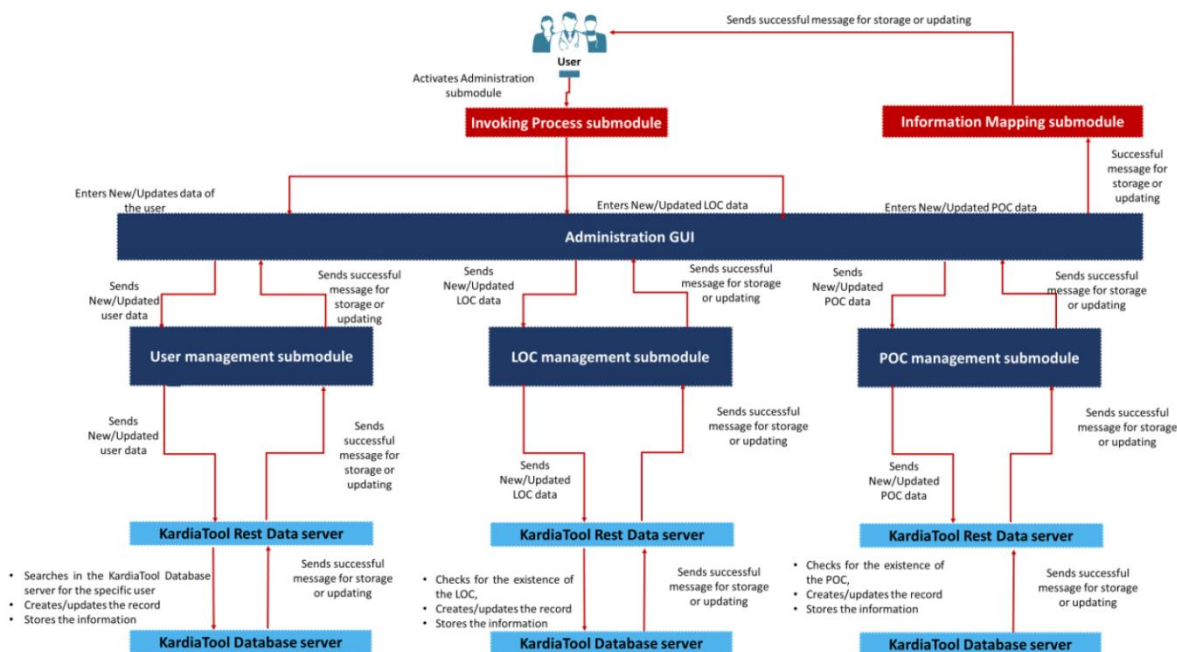 Sends successful message for storage or updating
User
Activates Administration
submodule
Invoking Process submodule
Information Mapping submodule
Successful
message for
storage or
updating
Enters New/Updates data of
the user
Enters New/Updated LOC data
Enters New/Updated POC data
Administration GUI
Sends
New/Updated
user data
Sends successful
message for
storage or
updating
Sends
New/Updated
LOC data
Sends successful
message for storage
or updating
Sends
New/Updated
POC data
Sends successful
message for storage
or updating
User management submodule
LOC management submodule
POC management submodule
Sends
New/Updated
user data
Sends
successful
message for
storage or
updating
Sends
New/Updated
LOC data
Sends successful
message for storage
or updating
Sends
New/Updated
POC data
Sends successful
message for storage
or updating
KardiaTool Rest Data server
KardiaTool Rest Data server
KardiaTool Rest Data server
• Searches in the KardiaTool Database
server for the specific user
• Creates/updates the record
• Stores the information
Sends successful
message for storage
or updating
• Checks for the existence of
the LOC,
• Creates/updates the record
• Stores the information
Sends successful
message for storage
or updating
• Checks for the existence of
the POC,
• Creates/updates the record
• Stores the information
Sends successful
message for storage
or updating
KardiaTool Database server
KardiaTool Database server
KardiaTool Database server